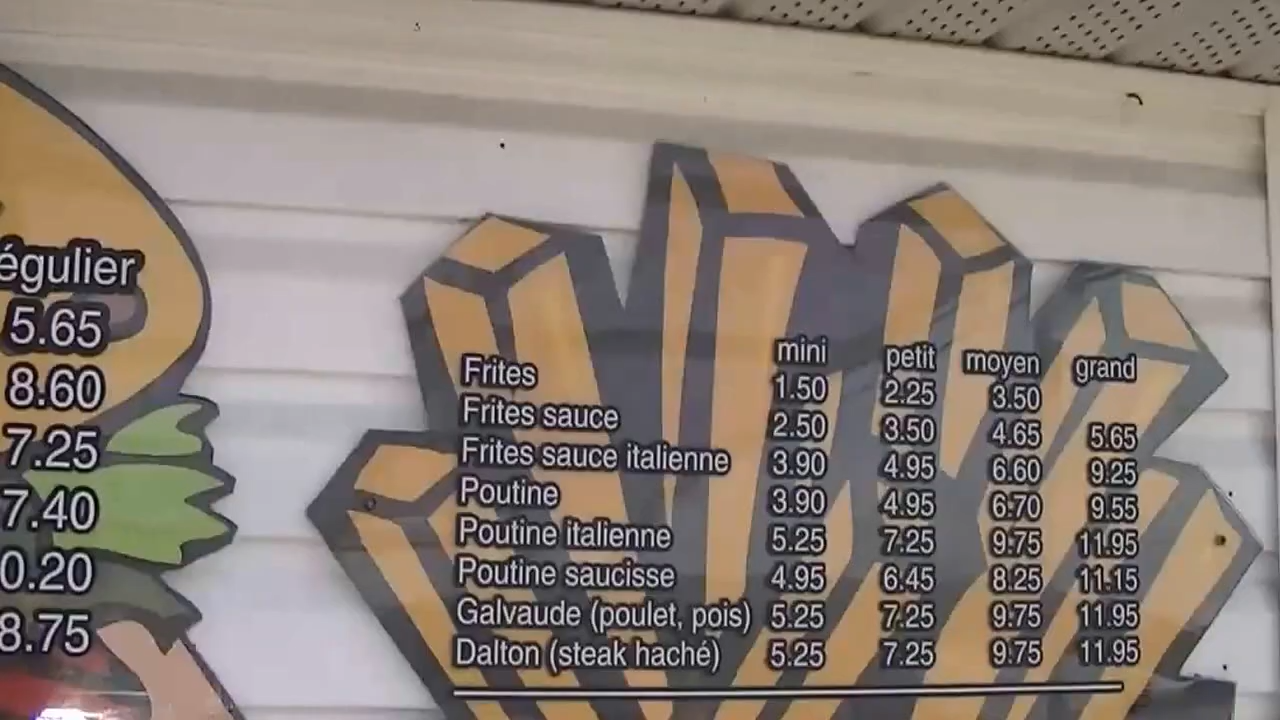 égulier
5.65
8.60
7.25
7.40
0.20
8.75
mini petit moyen grand
Frites 1.50 2.25 3.50
Frites sauce 2.50 3.50 4.65 5.65
Frites sauce italienne 3.90 4.95 6.60 9.25
Poutine 3.90 4.95 6.70 9.55
Poutine italienne 5.25 7.25 9.75 11.95
Poutine saucisse 4.95 6.45 8.25 11.15
Galvaude (poulet, pois) 5.25 7.25 9.75 11.95
Dalton (steak haché) 5.25 7.25 9.75 11.95